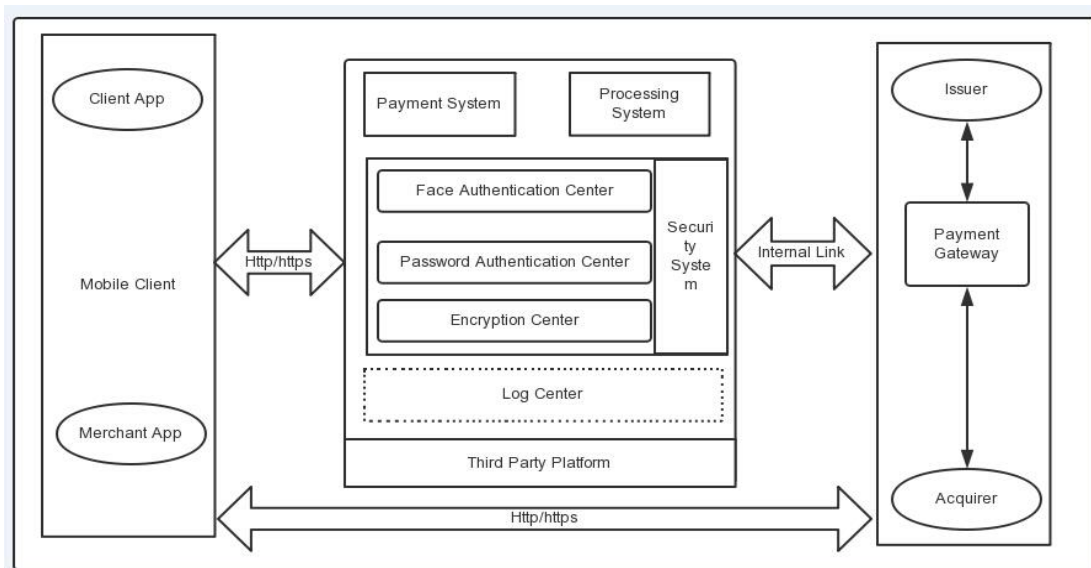 Client App
Mobile Client
Merchant App
Http/https
Payment System
Processing
System
Face Authentication Center
Password Authentication Center
Encryption Center
Securi
ty
Syste
m
Log Center
Third Party Platform
Internal Link
Http/https
Issuer
Payment
Gateway
Acquirer